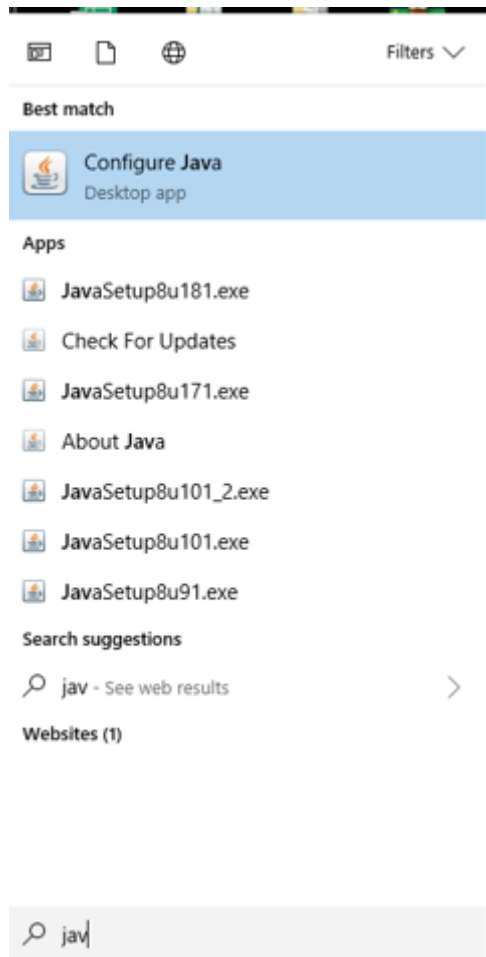 Filters
Best match
Configure Java
Desktop app
Apps
JavaSetup8u181.exe
Check For Updates
JavaSetup8u171.exe
About Java
JavaSetup8u101_2.exe
JavaSetup8u101.exe
JavaSetup8u91.exe
Search suggestions
jav - See web results
Websites (1)
jav